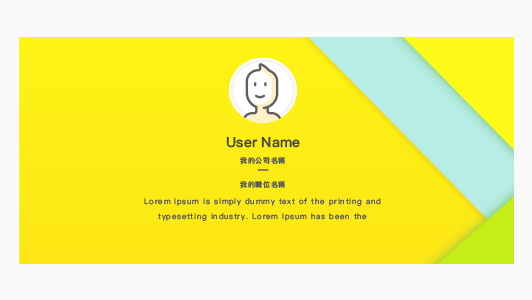 User Name
我的公司名稱
我的職位名稱
Lorem Ipsum is simply dummy text of the printing and
typesetting industry. Lorem Ipsum has been the